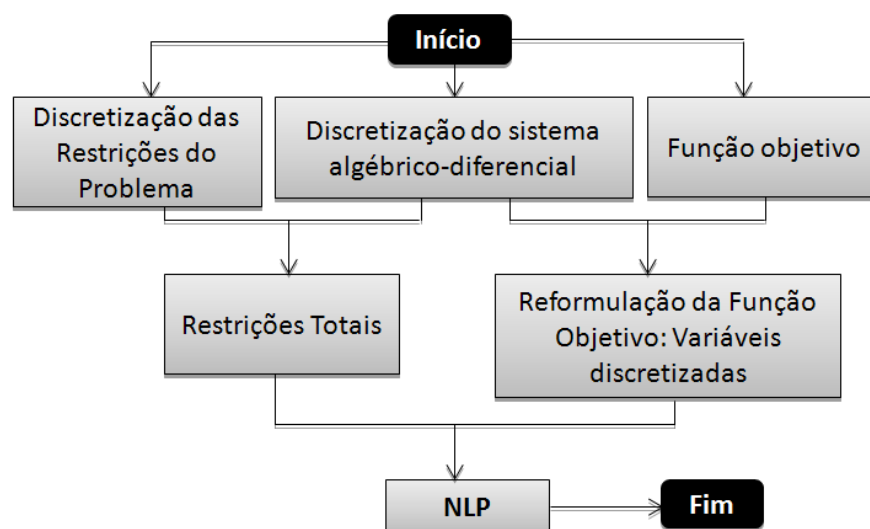 Início
Discretização das
Restrições do
Problema
Discretização do sistema
algébrico-diferencial
Função objetivo
Restrições Totais
Reformulação da Função
Objetivo: Variáveis
discretizadas
NLP
Fim